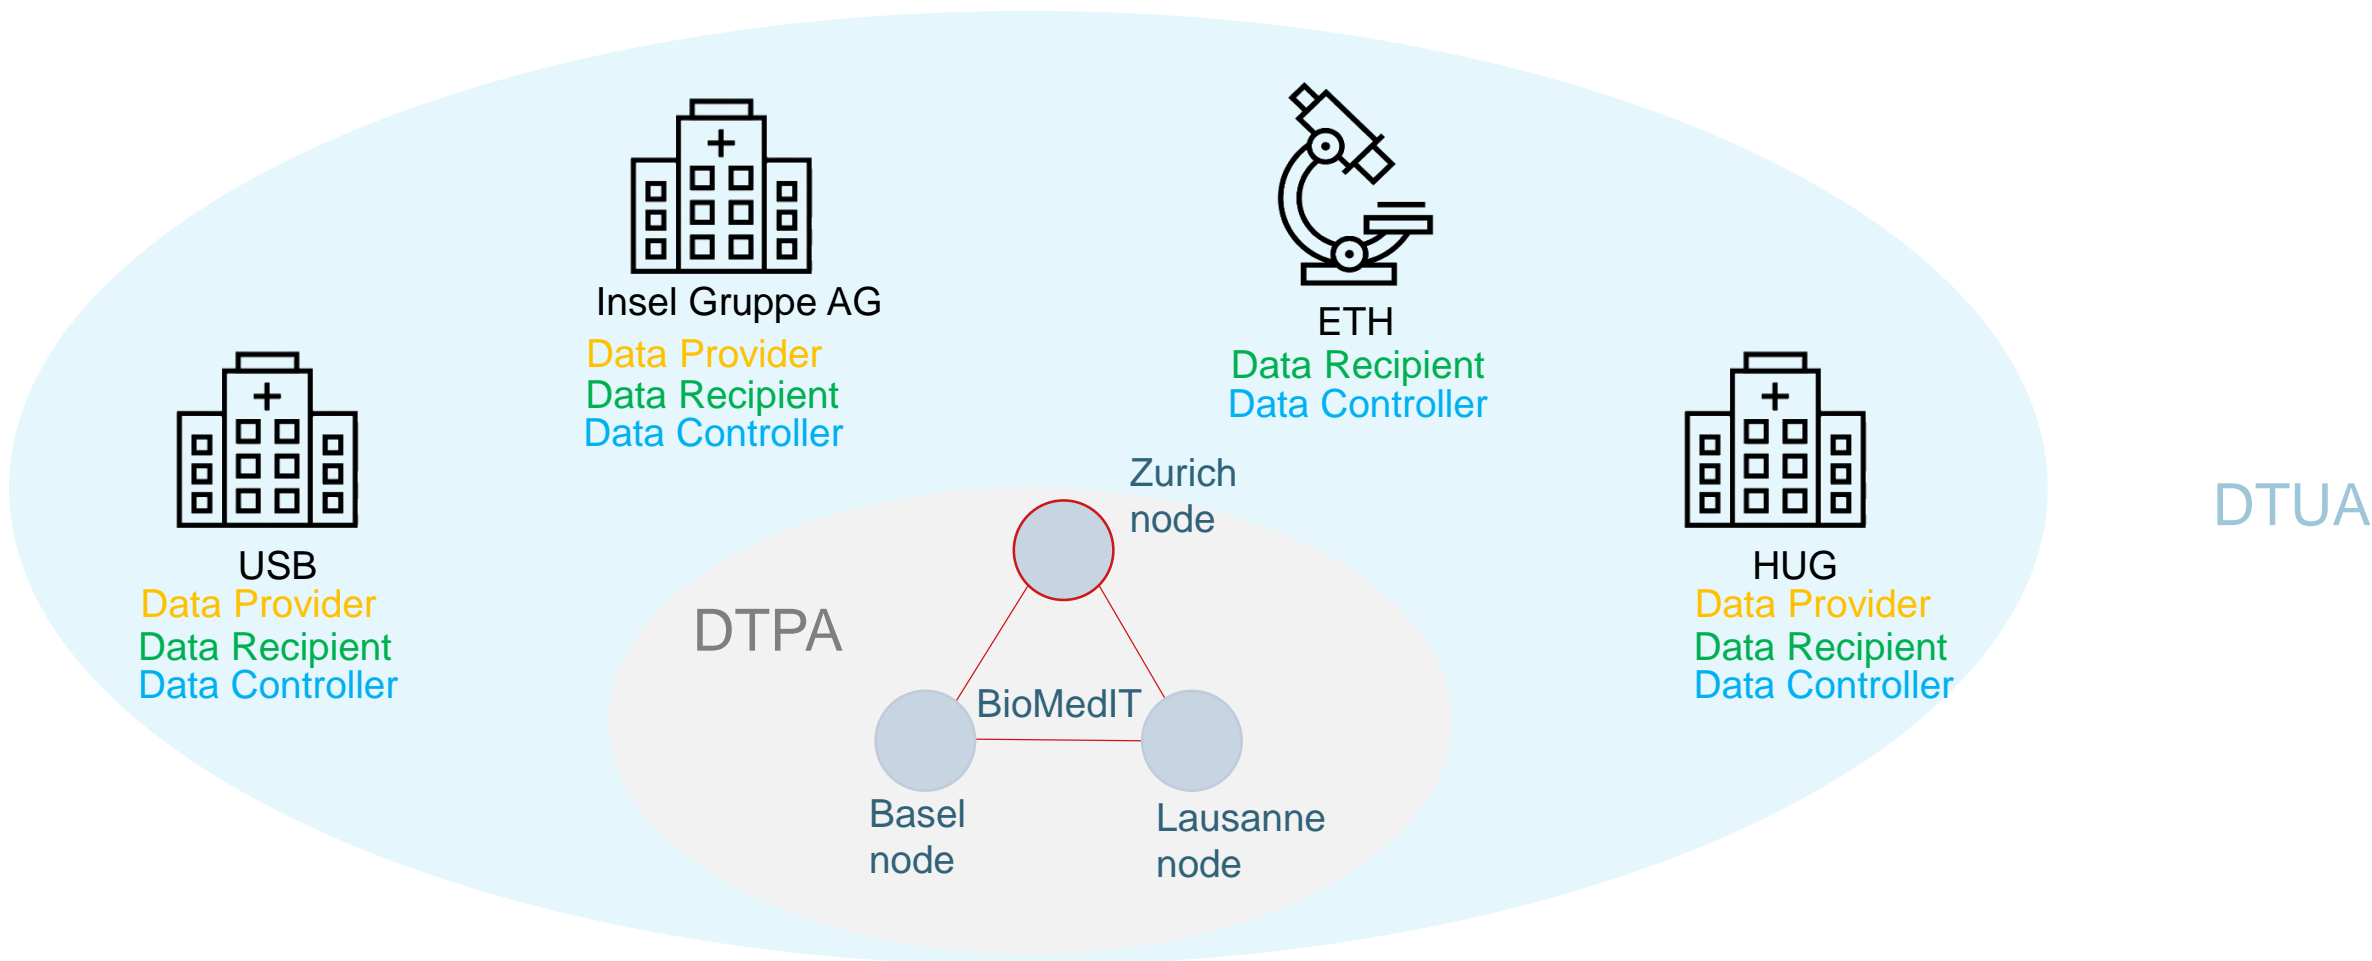 Insel Gruppe AG
Data Provider
Data Recipient
Data Controller
ETH
Data Recipient
Data Controller
USB
Data Provider
Data Recipient
Data Controller
HUG
Data Provider
Data Recipient
Data Controller
DTUA
DTPA
Zurich
node
BioMedIT
Basel
node
Lausanne
node